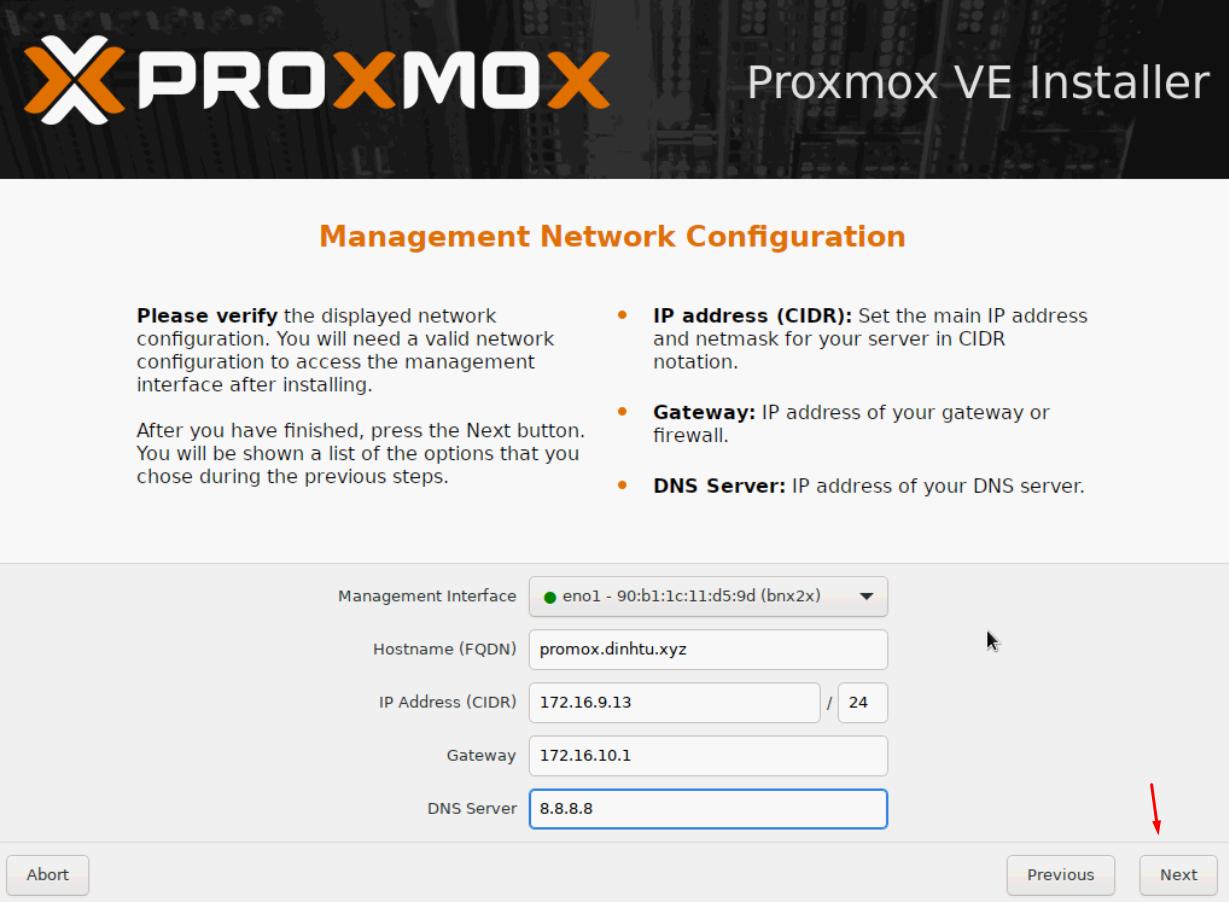 PROXMOX
Proxmox VE Installer
Management Network Configuration
Please verify the displayed network
configuration. You will need a valid network
configuration to access the management
interface after installing.
After you have finished, press the Next button.
You will be shown a list of the options that you
chose during the previous steps.
• IP address (CIDR): Set the main IP address
and netmask for your server in CIDR
notation.
• Gateway: IP address of your gateway or
firewall.
• DNS Server: IP address of your DNS server.
Management Interface eno1 - 90:b1:1c:11:d5:9d (bnx2x)
Hostname (FQDN) promox.dinhtu.xyz
IP Address (CIDR) 172.16.9.13 / 24
Gateway 172.16.10.1
DNS Server 8.8.8.8
Abort Previous Next